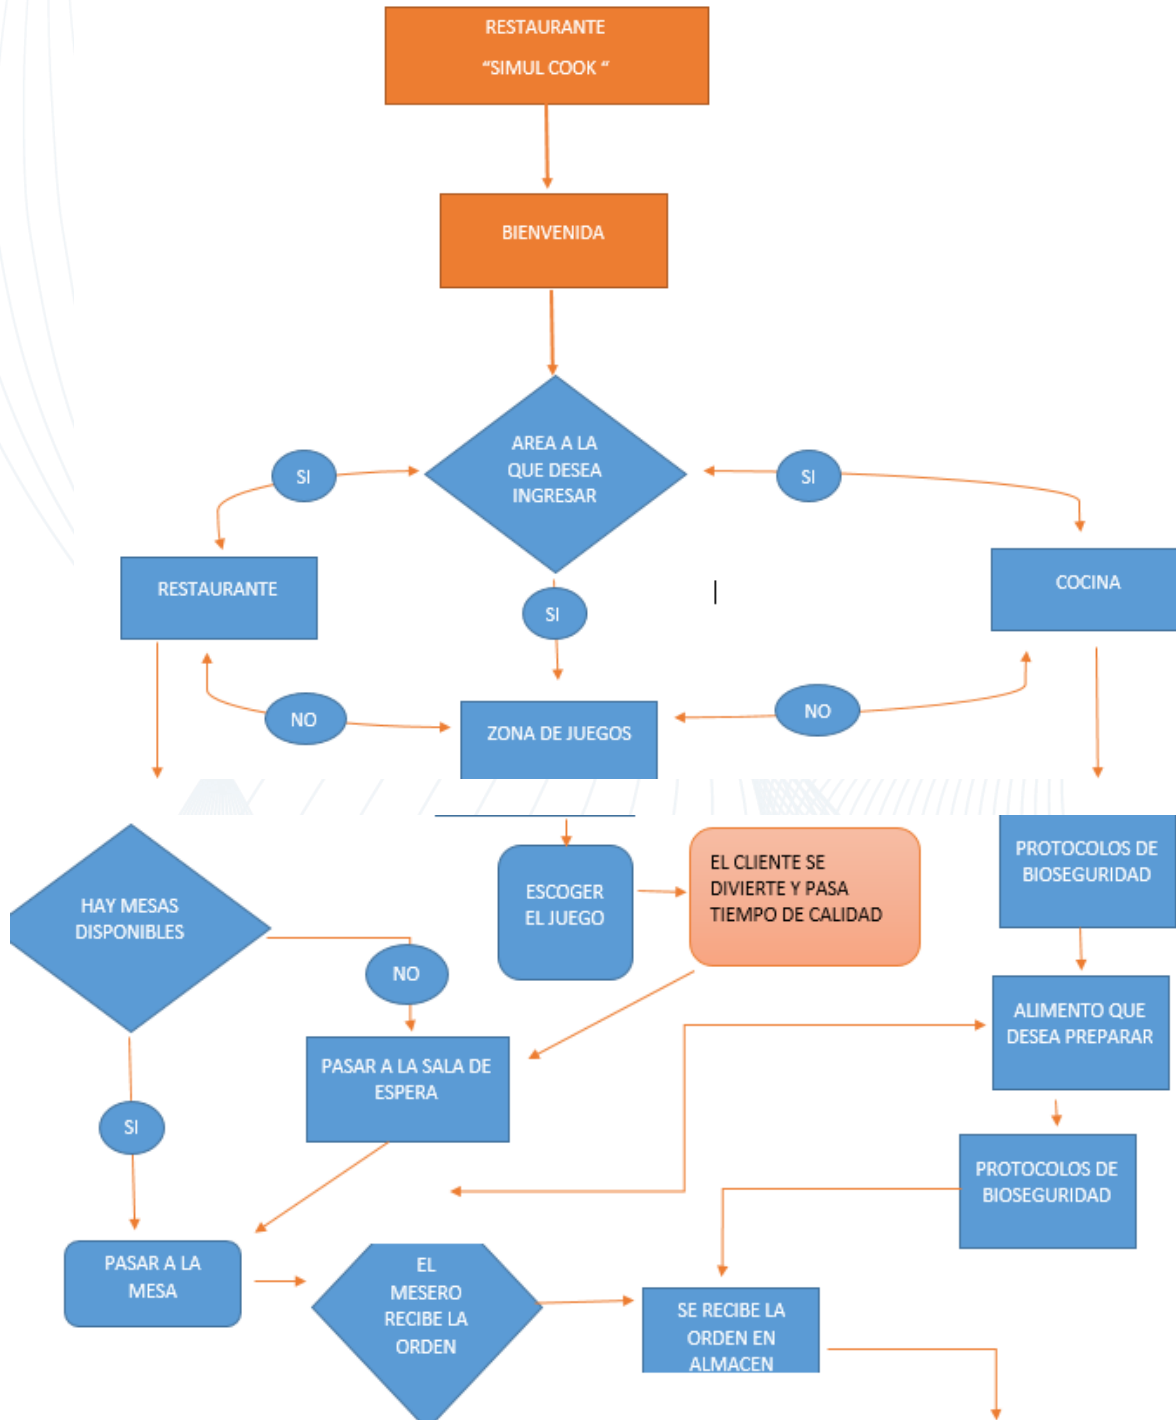 RESTAURANTE
“SIMUL COOK “
BIENVENIDA
AREA A LA
QUE DESEA
INGRESAR
SI
SI
SI
RESTAURANTE
COCINA
NO
ZONA DE JUEGOS
NO
HAY MESAS
DISPONIBLES
NO
ESCOGER
EL JUEGO
EL CLIENTE SE
DIVIERTE Y PASA
TIEMPO DE CALIDAD
PROTOCOLOS DE
BIOSEGURIDAD
ALIMENTO QUE
DESEA PREPARAR
PASAR A LA SALA DE
ESPERA
SI
PROTOCOLOS DE
BIOSEGURIDAD
PASAR A LA
MESA
EL
MESERO
RECIBE LA
ORDEN
SE RECIBE LA
ORDEN EN
ALMACEN